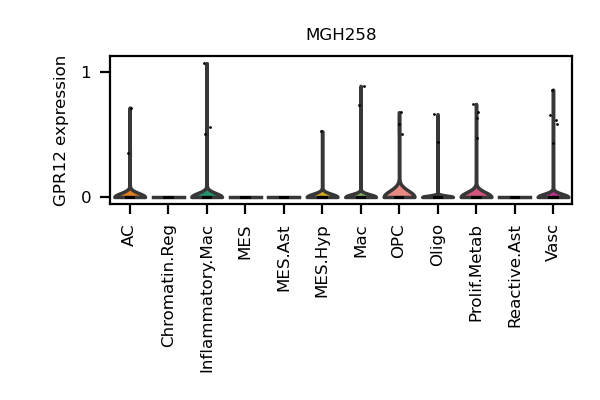 MGH258
GPR12 expression
1
0
AC
Chromatin.Reg
Inflammatory.Mac
MES
MES.Ast
MES.Hyp
Mac
OPC
Oligo
Prolif.Metab
Reactive.Ast
Vasc